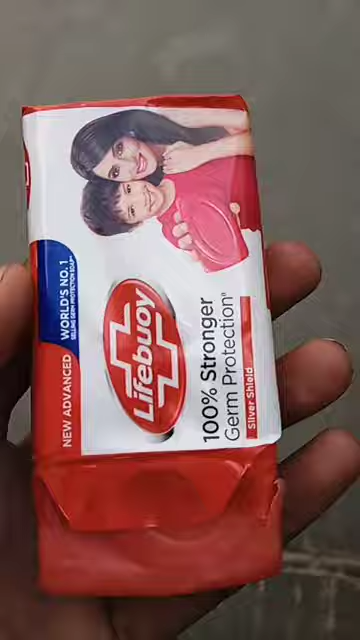 NEW ADVANCED
WORLD'S NO. 1
SELLING GERM PROTECTION SOAP
Lifebuoy
100% Stronger
Germ Protection*
Silver Shield